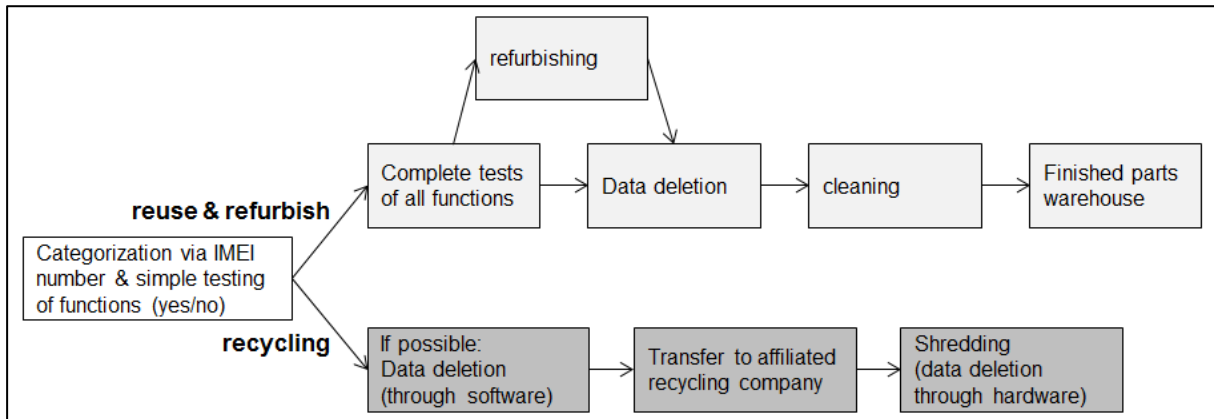 refurbishing
Complete tests
of all functions
Data deletion
cleaning
Finished parts
warehouse
reuse & refurbish
Categorization via IMEI
number & simple testing
of functions (yes/no)
recycling
If possible:
Data deletion
(through software)
Transfer to affiliated
recycling company
Shredding
(data deletion
through hardware)